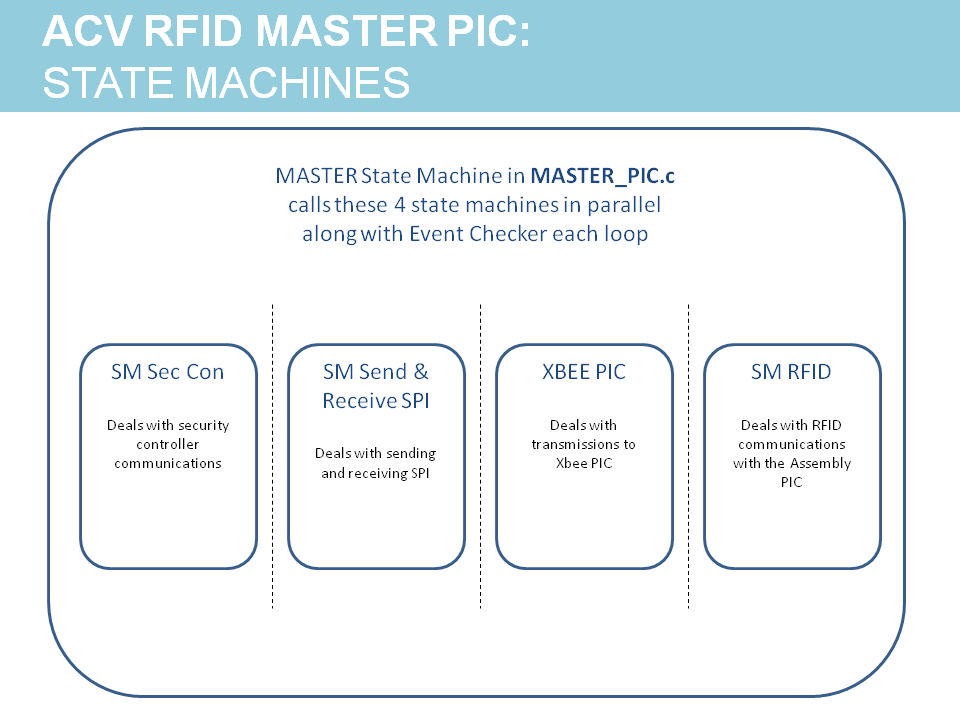 ACV RFID MASTER PIC:
STATE MACHINES
MASTER State Machine in MASTER_PIC.c
calls these 4 state machines in parallel
along with Event Checker each loop
SM Sec Con
Deals with security
controller
communications
SM Send &
Receive SPI
Deals with sending
and receiving SPI
XBEE PIC
Deals with
transmissions to
Xbee PIC
SM RFID
Deals with RFID
communications
with the Assembly
PIC